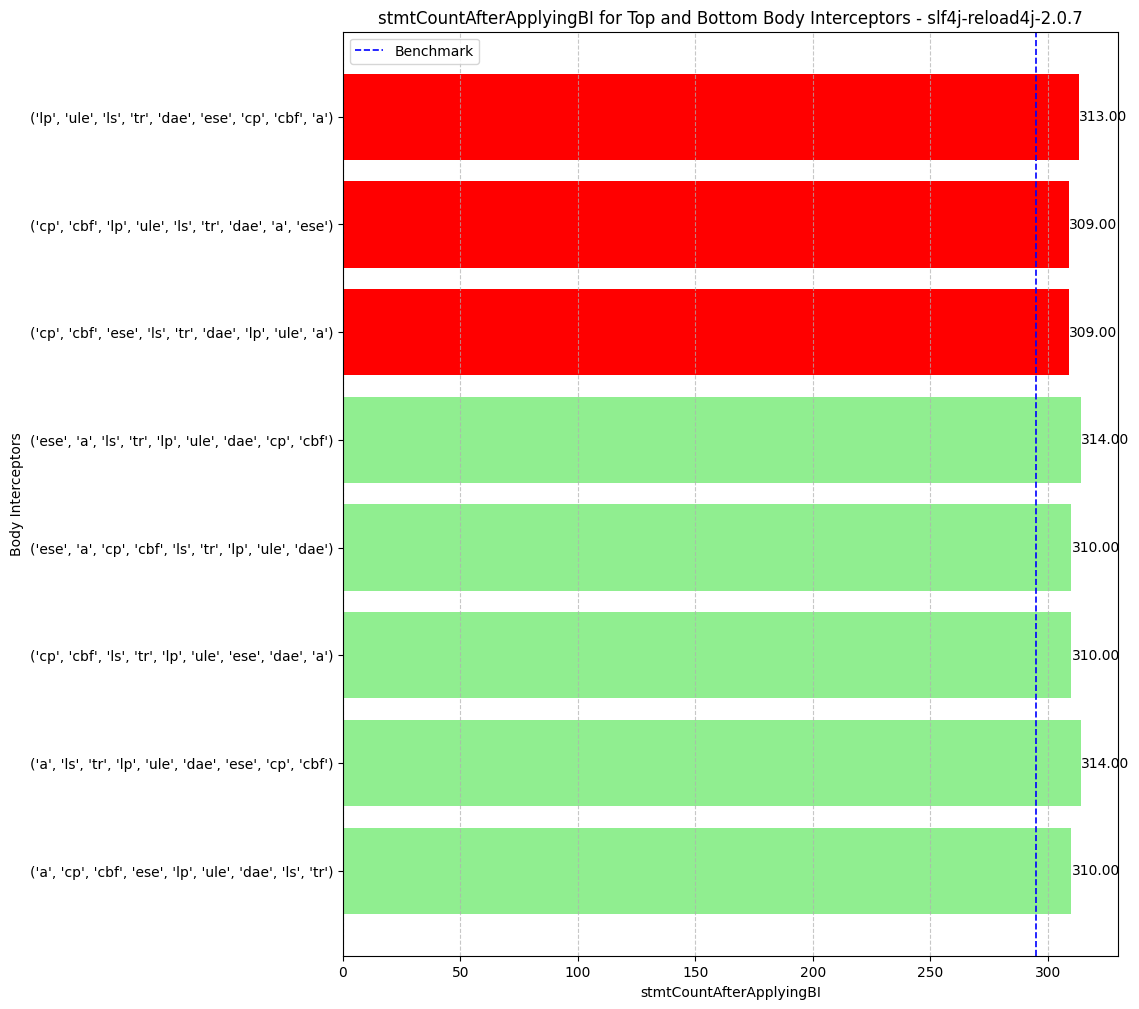 stmtCountAfterApplyingBI for Top and Bottom Body Interceptors - slf4j-reload4j-2.0.7
Benchmark
('lp', 'ule', 'ls', 'tr', 'dae', 'ese', 'cp', 'cbf', 'a')
313.00
('cp', 'cbf', 'lp', 'ule', 'ls', 'tr', 'dae', 'a', 'ese')
309.00
('cp', 'cbf', 'ese', 'ls', 'tr', 'dae', 'lp', 'ule', 'a')
309.00
('ese', 'a', 'ls', 'tr', 'lp', 'ule', 'dae', 'cp', 'cbf')
314.00
('ese', 'a', 'cp', 'cbf', 'ls', 'tr', 'lp', 'ule', 'dae')
310.00
('cp', 'cbf', 'ls', 'tr', 'lp', 'ule', 'ese', 'dae', 'a')
310.00
('a', 'ls', 'tr', 'lp', 'ule', 'dae', 'ese', 'cp', 'cbf')
314.00
('a', 'cp', 'cbf', 'ese', 'lp', 'ule', 'dae', 'ls', 'tr')
310.00
Body Interceptors
0 50 100 150 200 250 300
stmtCountAfterApplyingBI